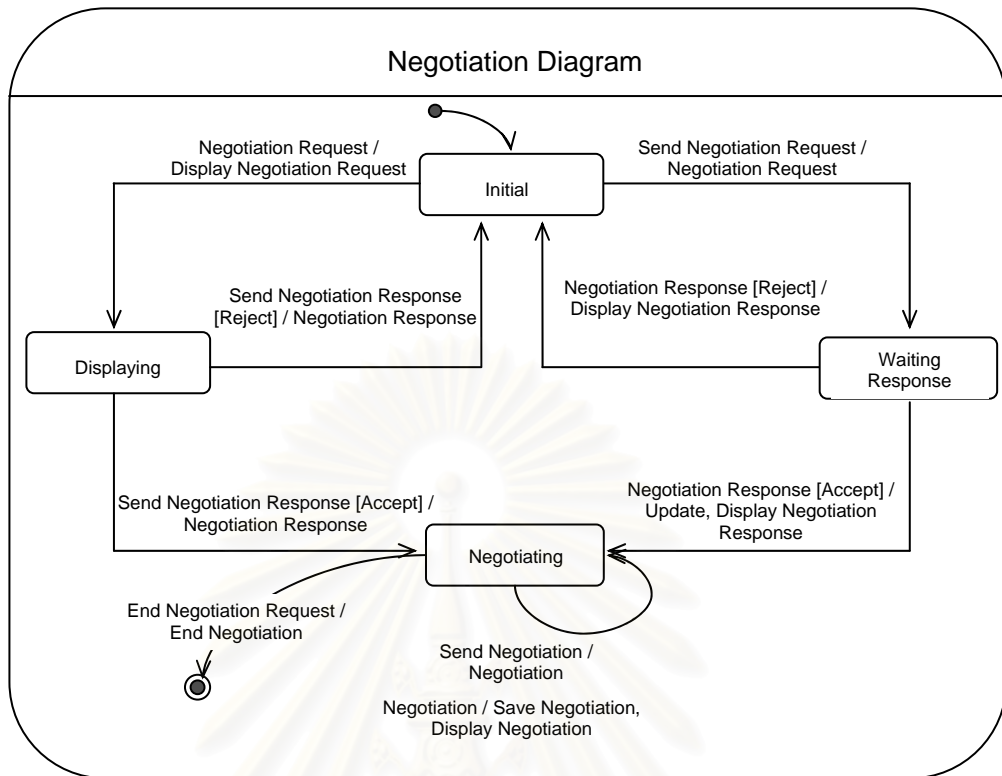 Negotiation Diagram
Negotiation Request /
Display Negotiation Request
Initial
Send Negotiation Request /
Negotiation Request
Send Negotiation Response
[Reject] / Negotiation Response
Negotiation Response [Reject] /
Display Negotiation Response
Displaying
Waiting
Response
Send Negotiation Response [Accept] /
Negotiation Response
Negotiation Response [Accept] /
Update, Display Negotiation
Response
Negotiating
End Negotiation Request /
End Negotiation
Send Negotiation /
Negotiation
Negotiation / Save Negotiation,
Display Negotiation